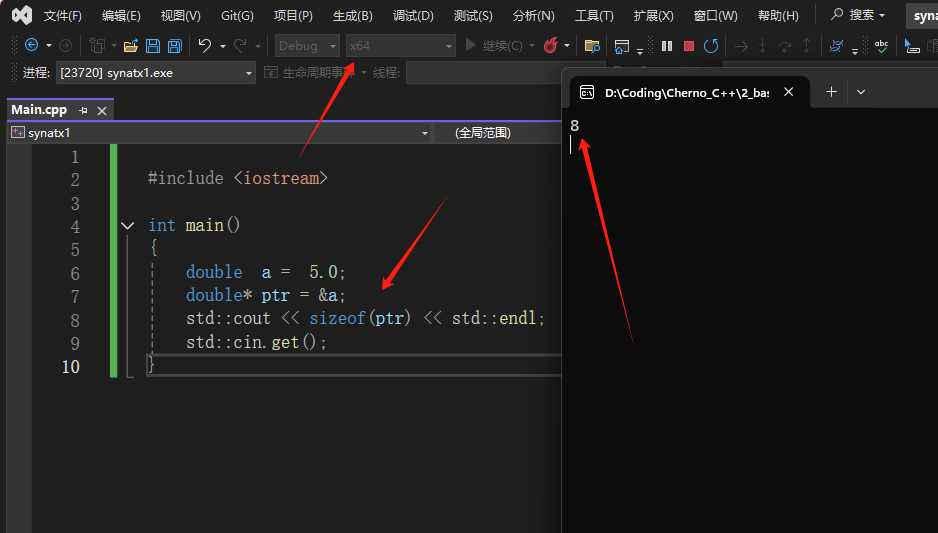 文件(F) 编辑(E) 视图(V) Git(G) 项目(P) 生成(B) 调试(D) 测试(S) 分析(N) 工具(T) 扩展(X) 窗口(W) 帮助(H) 搜索 syna
Debug x64 继续(C)
进程: [23720] synatx1.exe 生命周期事件 线程:
Main.cpp
synatx1 (全局范围)
D:\Coding\Cherno_C++\2_ba
8
1
2 #include <iostream>
3
4 int main()
5 {
6 double  a =  5.0;
7 double* ptr = &a;
8 std::cout << sizeof(ptr) << std::endl;
9 std::cin.get();
10 }